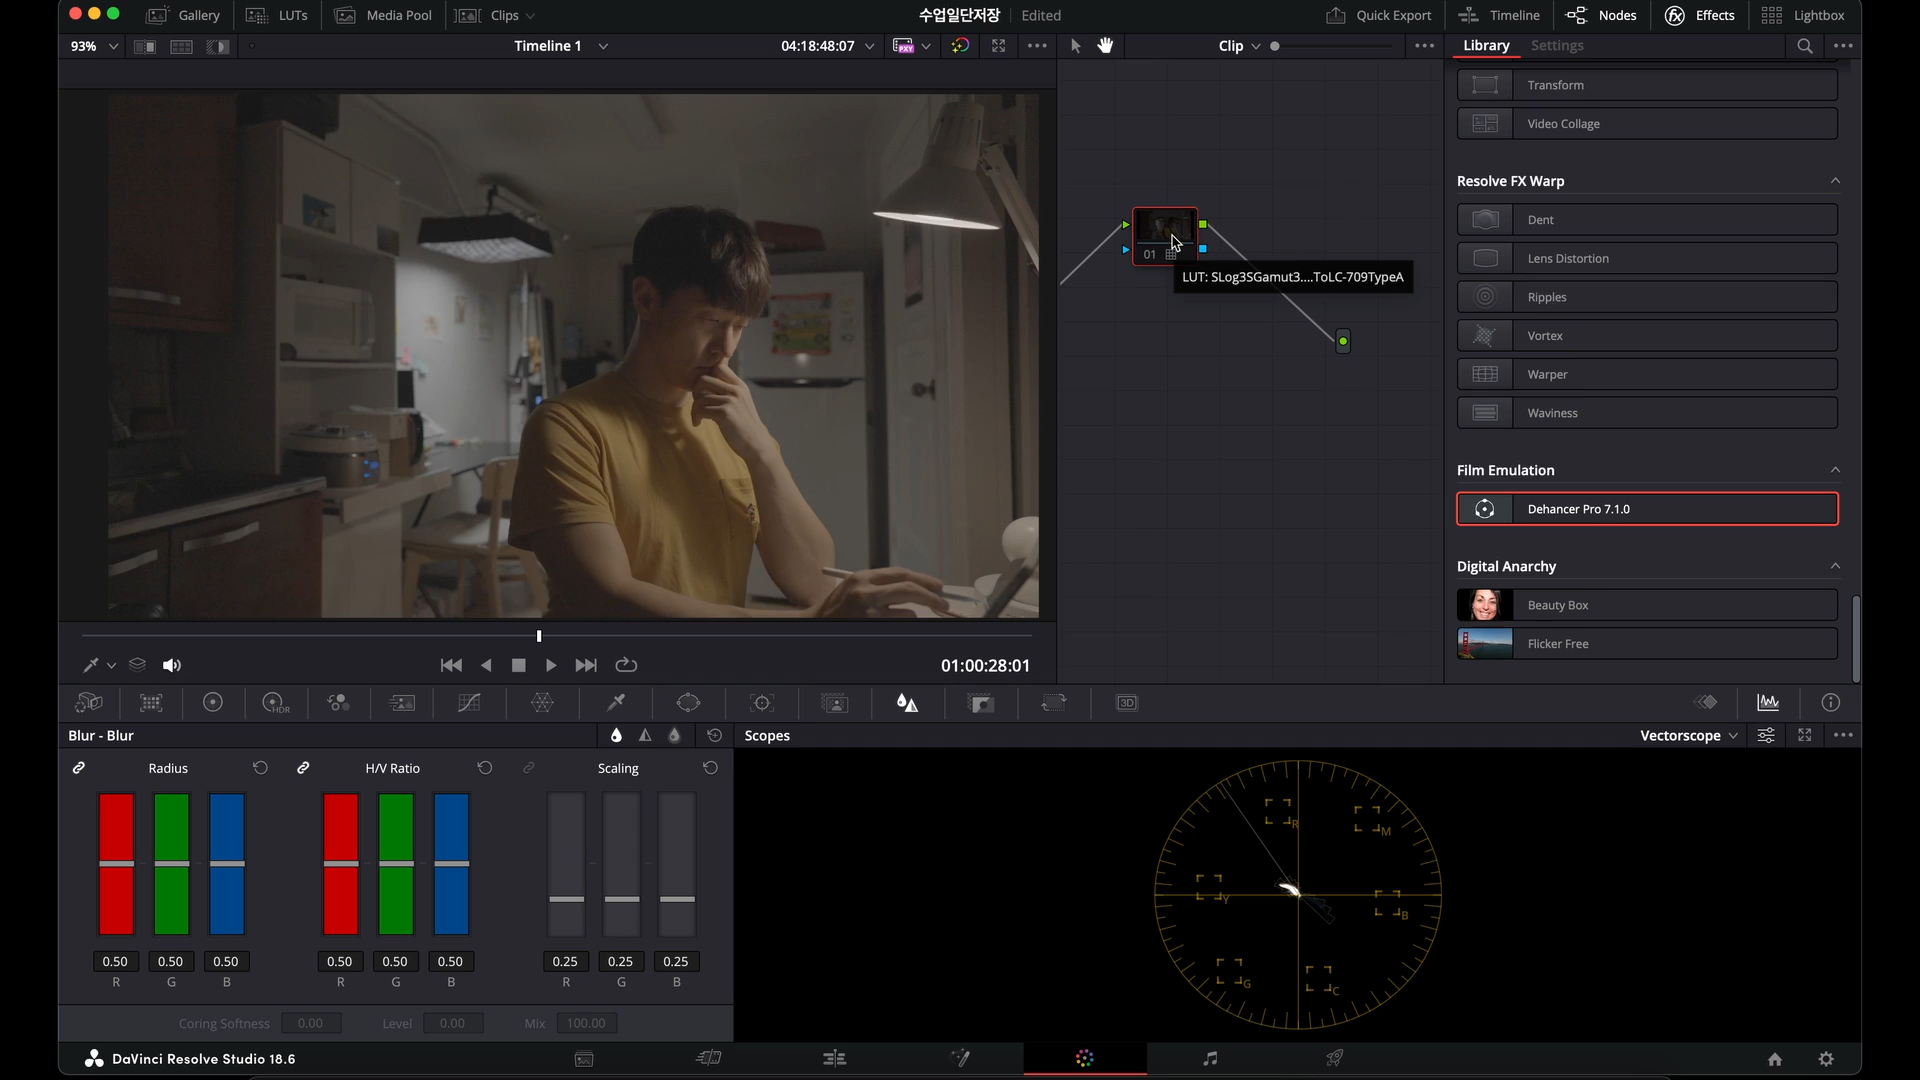 Gallery LUTs Media Pool Clips 수업일단저장 Edited Quick Export Timeline Nodes Effects Lightbox
93% Timeline 1 04:18:48:07 PXY Clip Library Settings
Transform
Video Collage
Resolve FX Warp
Dent
Lens Distortion
Ripples
Vortex
Warper
Waviness
01
LUT: SLog3SGamut3....ToLC-709TypeA
Film Emulation
Dehancer Pro 7.1.0
Digital Anarchy
Beauty Box
Flicker Free
01:00:28:01
HDR 3D
Blur - Blur Scopes Vectorscope
Radius H/V Ratio Scaling
0.50 0.50 0.50 0.50 0.50 0.50 0.25 0.25 0.25
R G B R G B R G B
R M
Y B
G C
Coring Softness 0.00 Level 0.00 Mix 100.00
DaVinci Resolve Studio 18.6